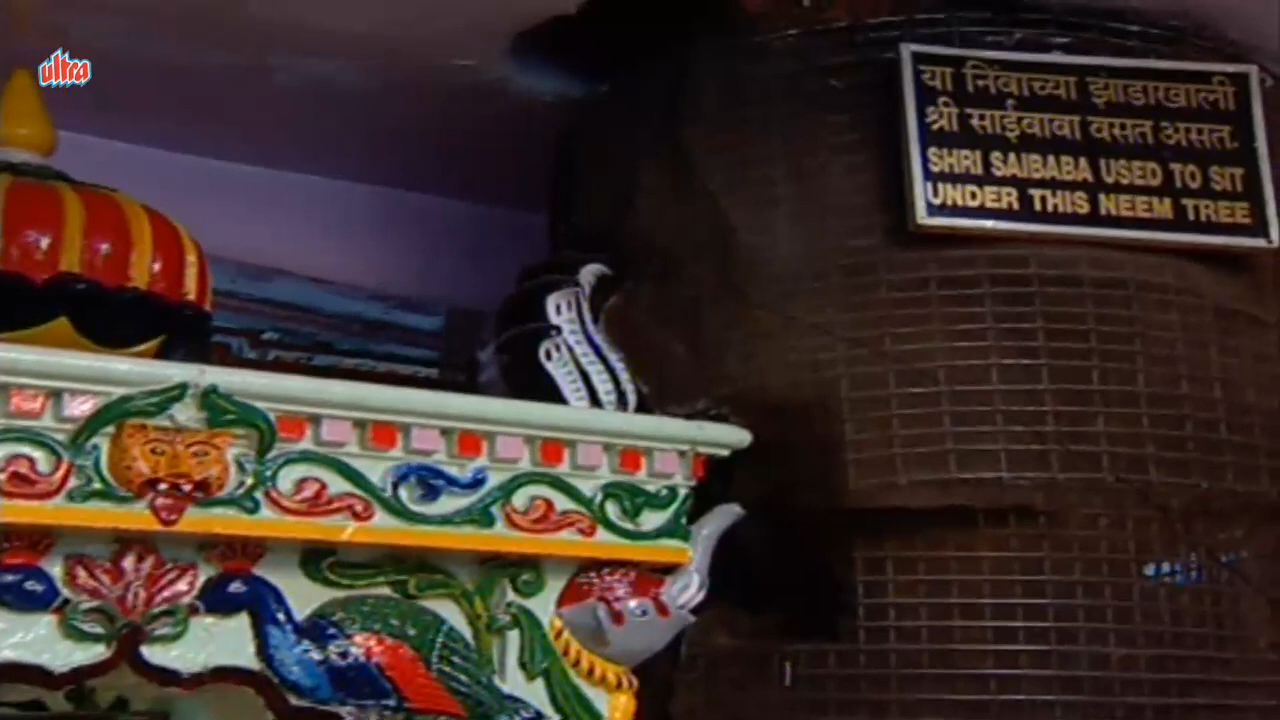 ultra
या निंबाच्या झाडाखाली
श्री साईबाबा बसत असत.
SHRI SAIBABA USED TO SIT
UNDER THIS NEEM TREE